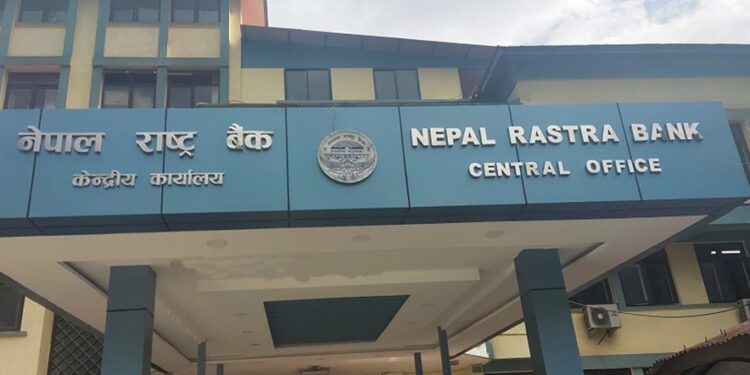 नेपाल राष्ट्र बैंक
केन्द्रीय कार्यालय
NEPAL RASTRA BANK
CENTRAL OFFICE